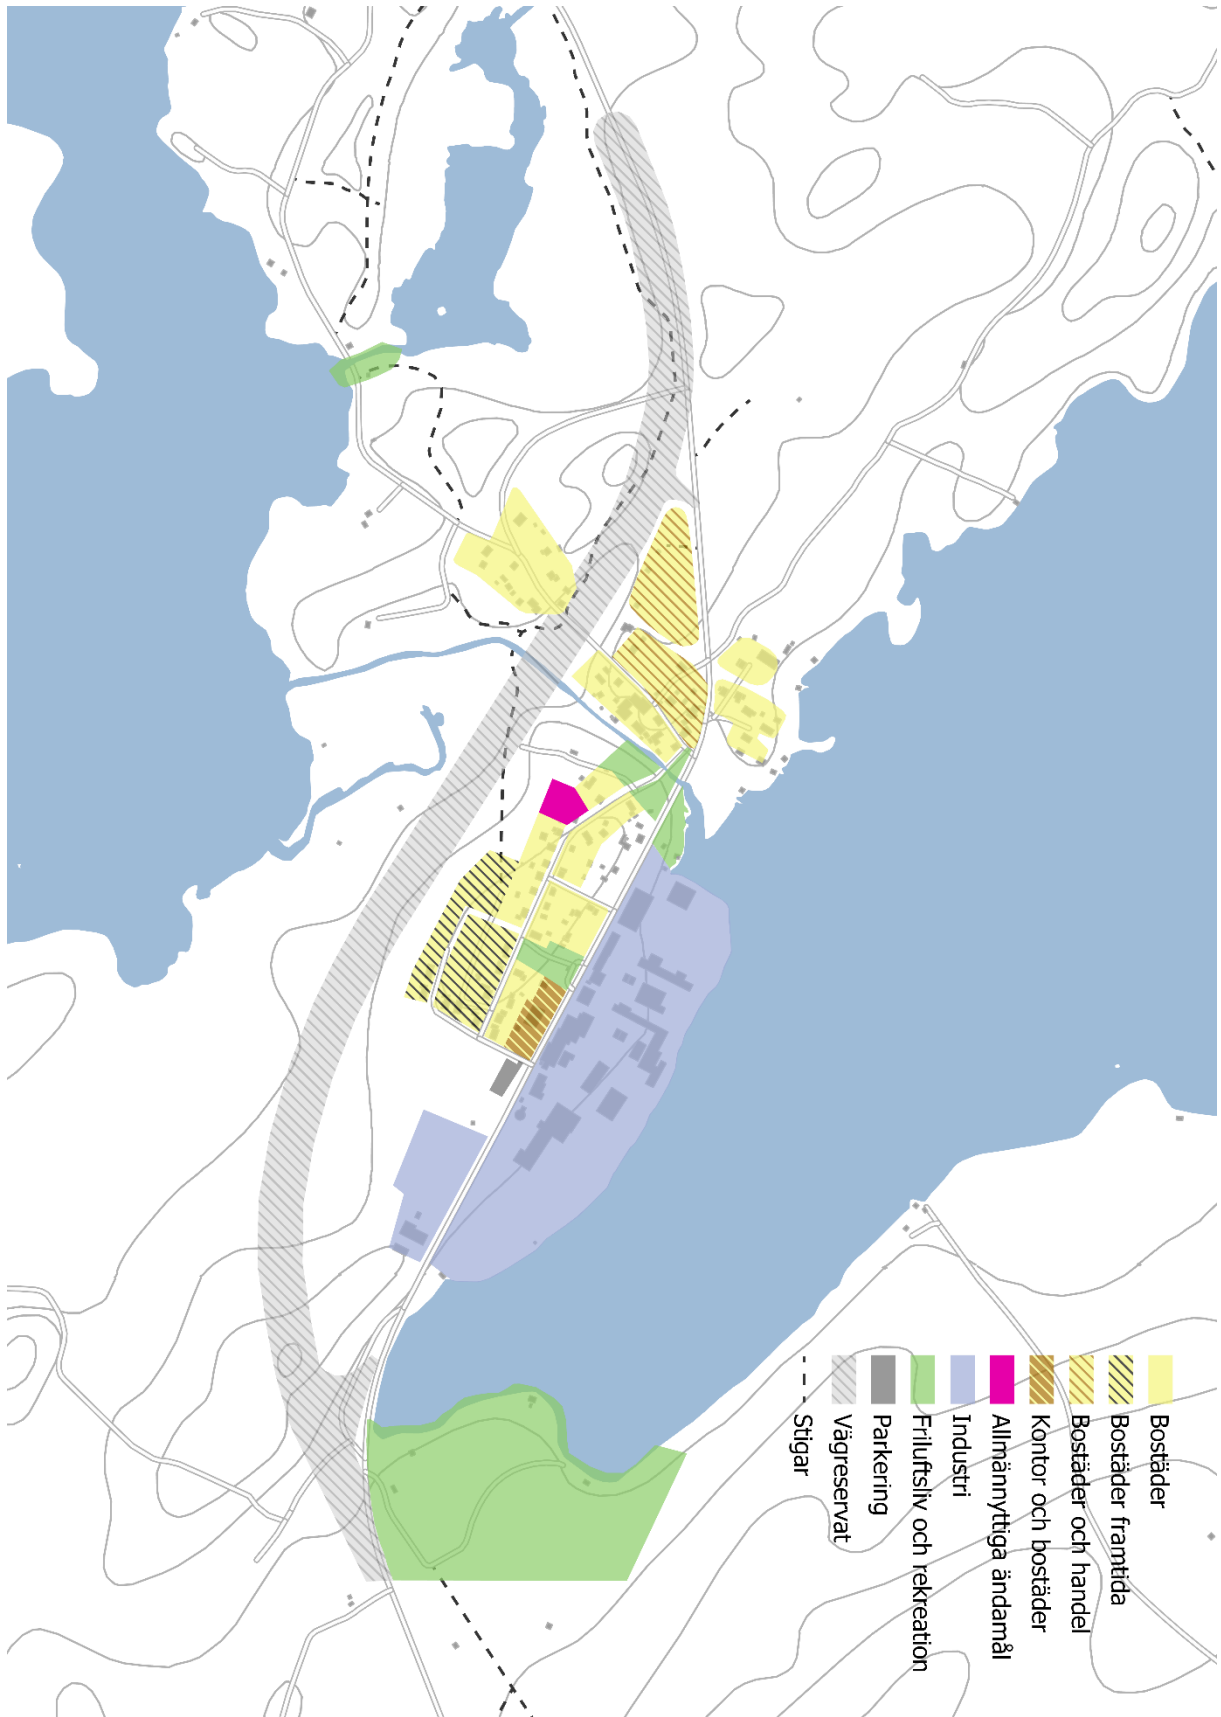 Bostäder
Bostäder framtida
Bostäder och handel
Kontor och bostäder
Allmännyttiga ändamål
Industri
Friluftsliv och rekreation
Parkering
Vägreservat
Stigar